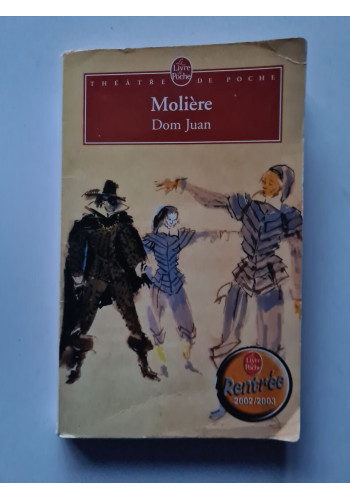 Le Livre
de
Poche
THÉÂTRE DE POCHE
Molière
Dom Juan
Le Livre
de
Poche
Rentrée
2002/2003